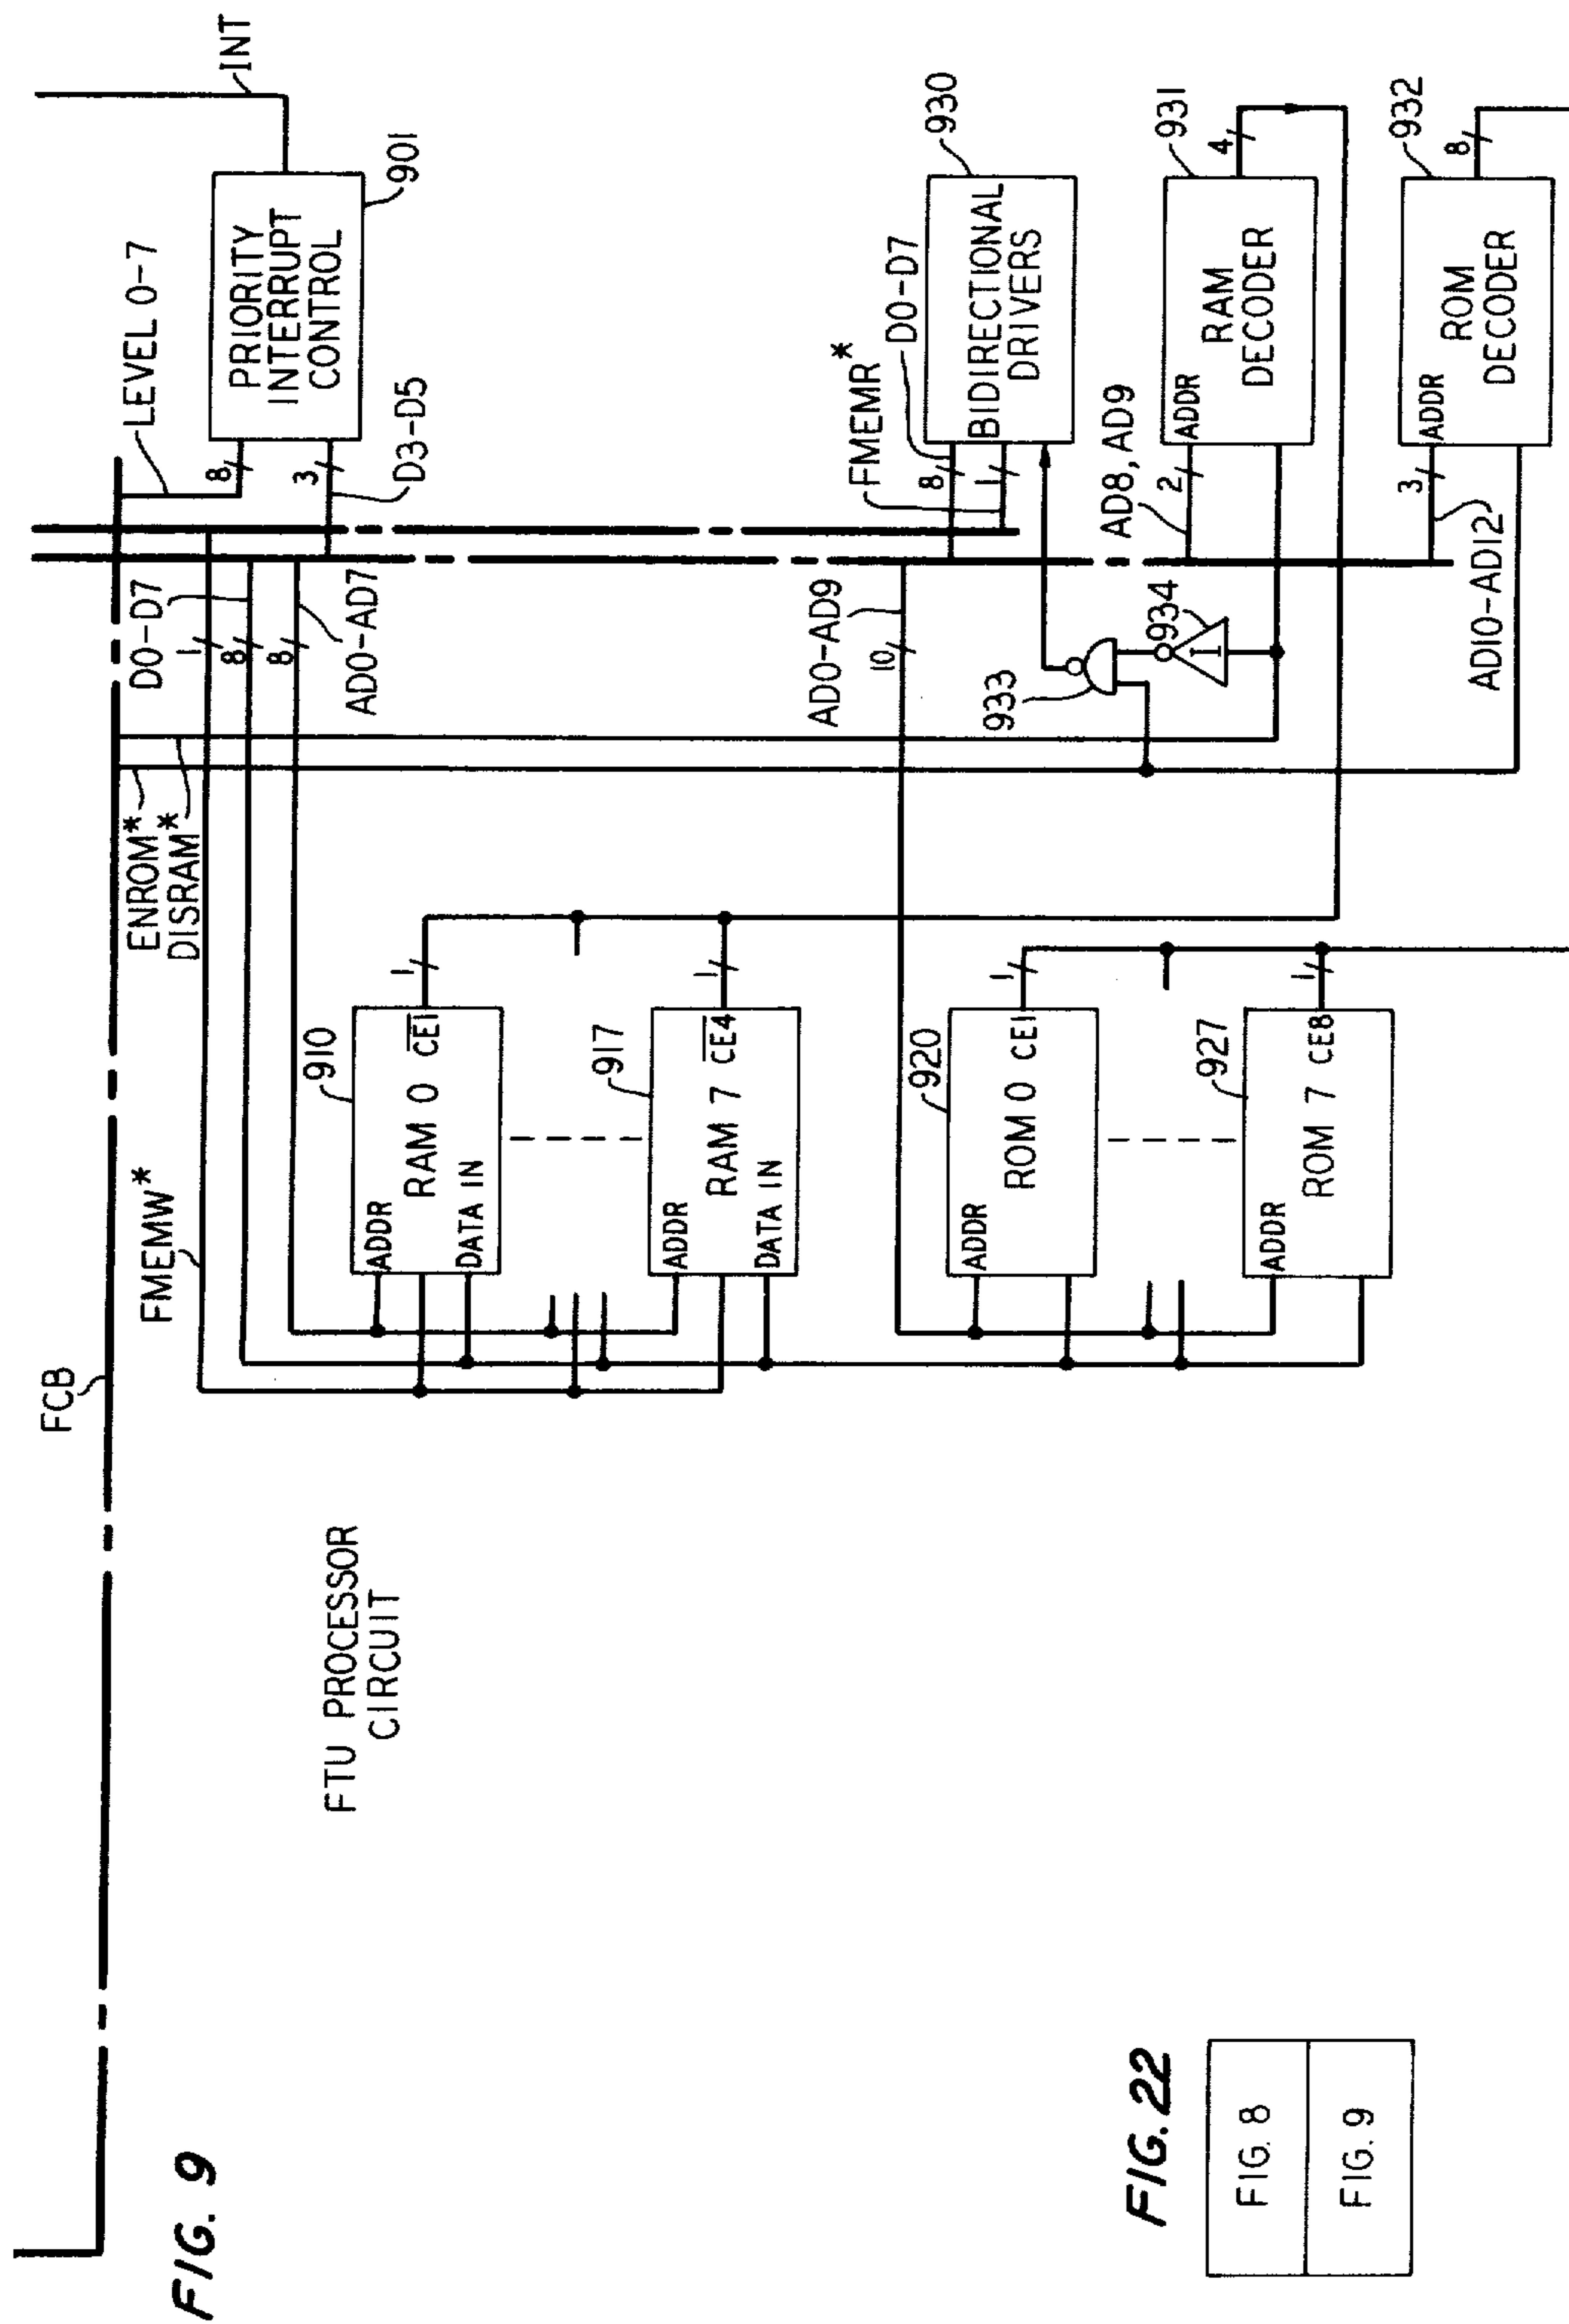 FIG. 9
FCB
FMEMW*
ENROM*
DISRAM*
D0-D7
1
8
8
AD0-AD7
LEVEL 0-7
8
3
D3-D5
PRIORITY
INTERRUPT
CONTROL
901
INT
FTU PROCESSOR
CIRCUIT
910
ADDR
RAM 0 CE1
DATA IN
1
917
ADDR
RAM 7 CE4
DATA IN
1
AD0-AD9
10
FMEMR*
D0-D7
8
1
BIDIRECTIONAL
DRIVERS
930
933
934
1
AD8, AD9
2
ADDR
RAM
DECODER
4
931
920
ADDR
ROM 0 CE1
1
927
ADDR
ROM 7 CE8
1
AD10-AD12
3
ADDR
ROM
DECODER
8
932
FIG. 22
FIG. 8
FIG. 9